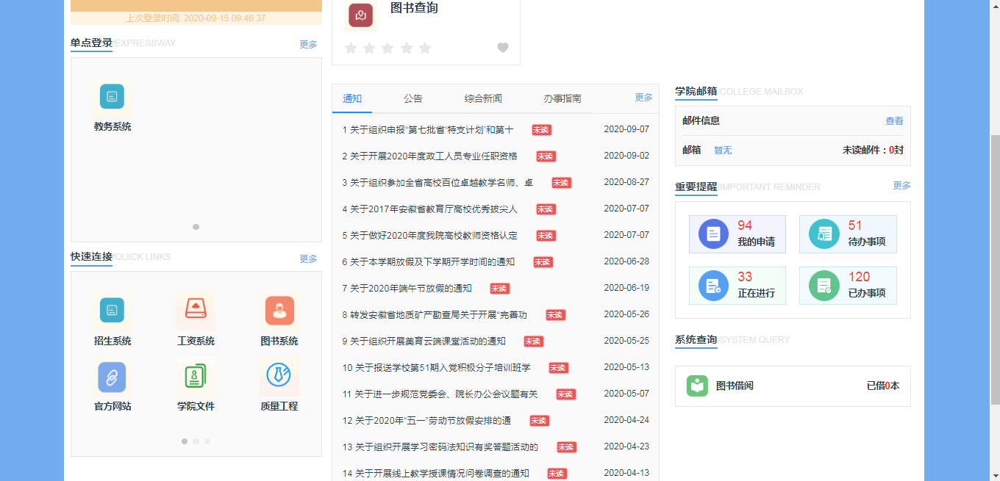 上次登录时间: 2020-09-15 09:46:37
单点登录/EXPRESSWAY
更多
教务系统
快速连接/QUICK LINKS
更多
招生系统
工资系统
图书系统
官方网站
学院文件
质量工程
图书查询
通知
公告
综合新闻
办事指南
更多
1 关于组织申报“第七批省‘特支计划’和第十 未读 2020-09-07
2 关于开展2020年度政工人员专业任职资格 未读 2020-09-02
3 关于组织参加全省高校百位卓越教学名师、卓 未读 2020-08-27
4 关于2017年安徽省教育厅高校优秀拔尖人 未读 2020-07-07
5 关于做好2020年度我院高校教师资格认定 未读 2020-07-07
6 关于本学期放假及下学期开学时间的通知 未读 2020-06-28
7 关于2020年端午节放假的通知 未读 2020-06-19
8 转发安徽省地质矿产勘查局关于开展“完善功 未读 2020-05-26
9 关于组织开展美育云端课堂活动的通知 未读 2020-05-25
10 关于报送学校第51期入党积极分子培训班学 未读 2020-05-13
11 关于进一步规范党委会、院长办公会议题有关 未读 2020-05-07
12 关于2020年“五一”劳动节放假安排的通 未读 2020-04-24
13 关于组织开展学习密码法知识有奖答题活动的 未读 2020-04-23
14 关于开展线上教学授课情况问卷调查的通知 未读 2020-04-13
学院邮箱/COLLEGE MAILBOX
邮件信息 查看
邮箱 暂无 未读邮件：0封
重要提醒/IMPORTANT REMINDER
更多
94
我的申请
51
待办事项
33
正在进行
120
已办事项
系统查询/SYSTEM QUERY
图书借阅 已借0本